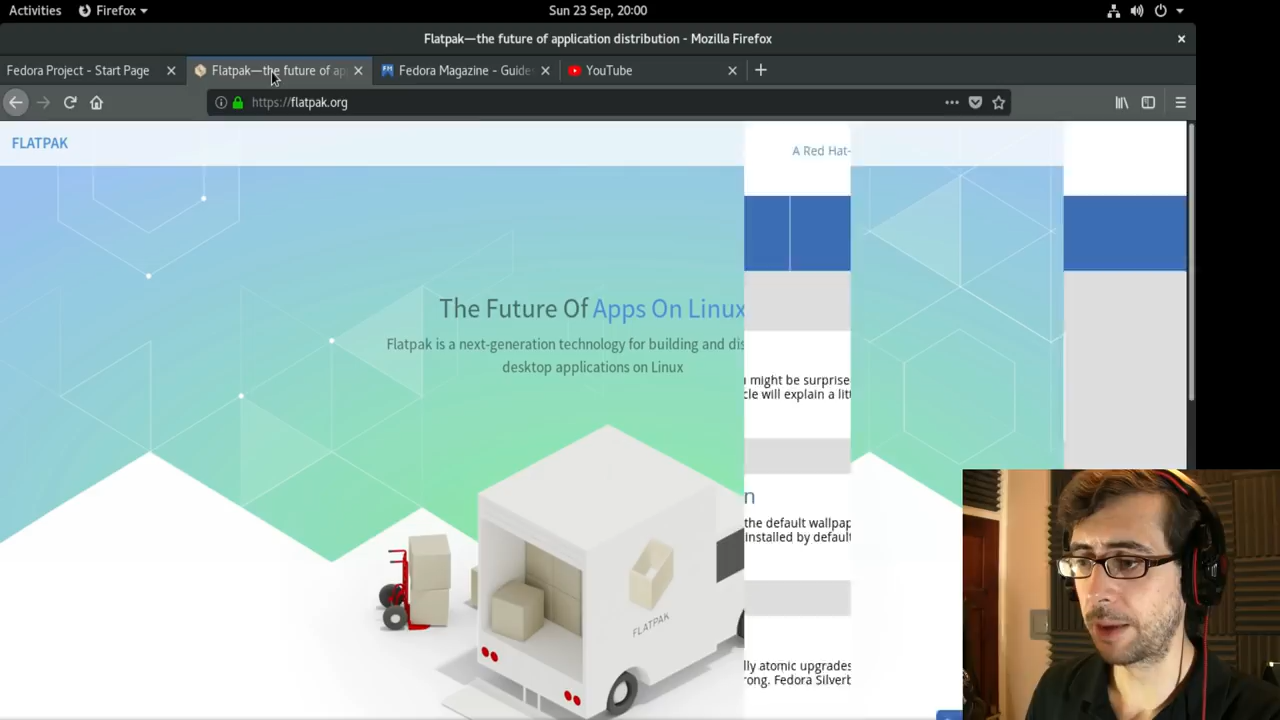 Activities
Firefox
Sun 23 Sep, 20:00
Flatpak—the future of application distribution - Mozilla Firefox
Fedora Project - Start Page
Flatpak—the future of ap
Fedora Magazine - Guide
YouTube
https://flatpak.org
FLATPAK
A Red Hat-
The Future Of Apps On Linux
Flatpak is a next-generation technology for building and dis
desktop applications on Linux
might be surprise
cle will explain a lit
n
the default wallpap
installed by default
FLATPAK
lly atomic upgrades
rong. Fedora Silverb